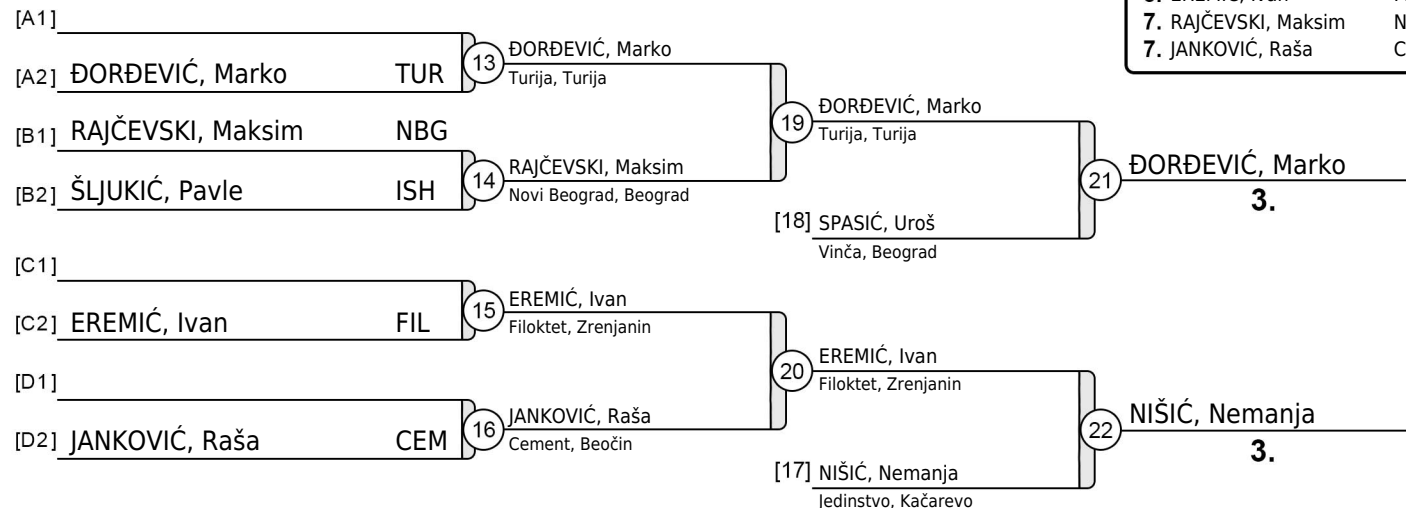 7. RAJČEVSKI, Maksim N
7. JANKOVIĆ, Raša C
[A1]
[A2] ĐORĐEVIĆ, Marko TUR
13
ĐORĐEVIĆ, Marko
Turija, Turija
[B1] RAJČEVSKI, Maksim NBG
[B2] ŠLJUKIĆ, Pavle ISH
14
RAJČEVSKI, Maksim
Novi Beograd, Beograd
19
ĐORĐEVIĆ, Marko
Turija, Turija
[18] SPASIĆ, Uroš
Vinča, Beograd
21
ĐORĐEVIĆ, Marko
3.
[C1]
[C2] EREMIĆ, Ivan FIL
15
EREMIĆ, Ivan
Filoktet, Zrenjanin
[D1]
[D2] JANKOVIĆ, Raša CEM
16
JANKOVIĆ, Raša
Cement, Beočin
20
EREMIĆ, Ivan
Filoktet, Zrenjanin
[17] NIŠIĆ, Nemanja
Jedinstvo, Kačarevo
22
NIŠIĆ, Nemanja
3.